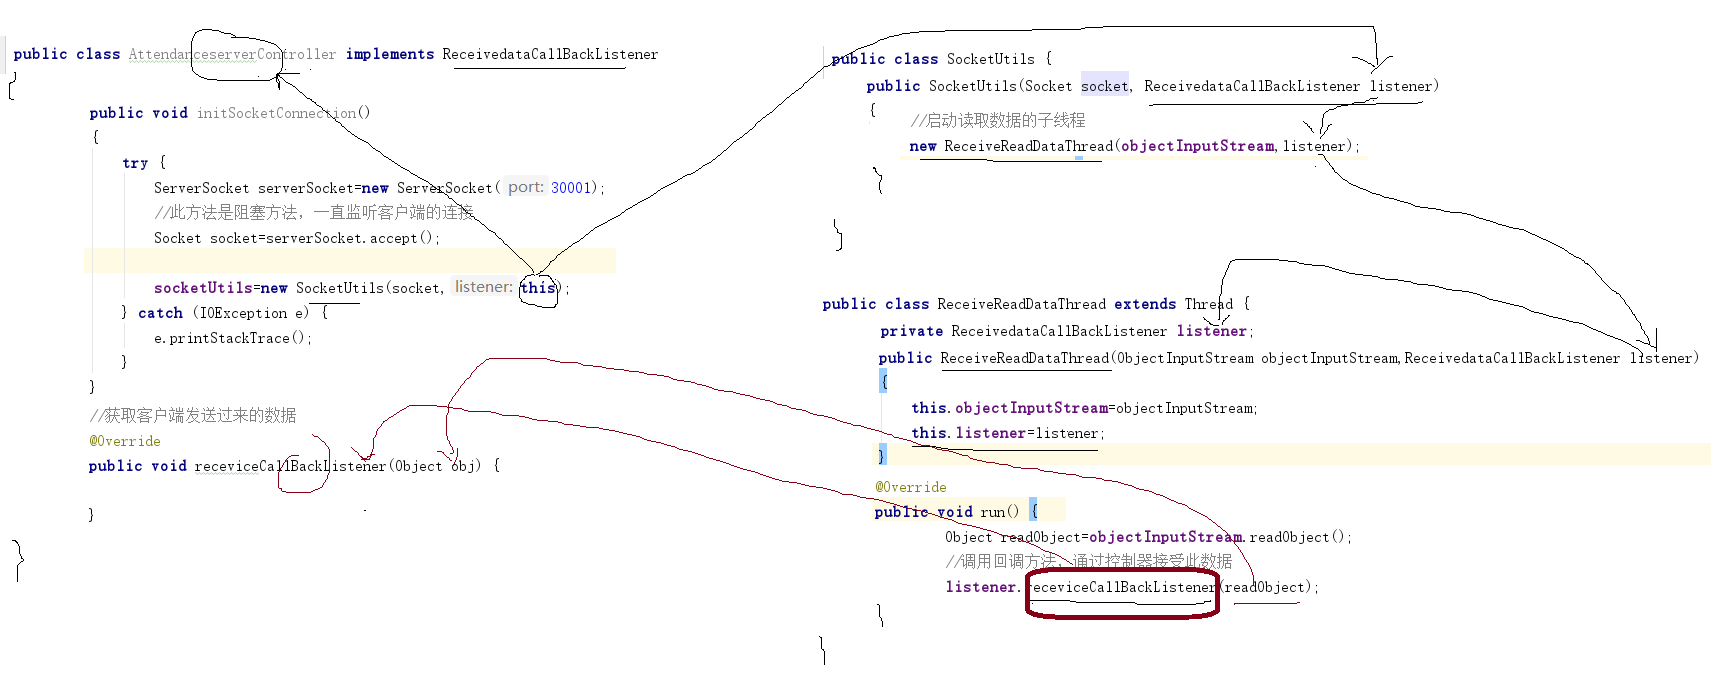 public class AttendanceserverController implements ReceivedataCallBackListener
{
public void initSocketConnection()
{
try {
ServerSocket serverSocket=new ServerSocket( port: 30001);
//此方法是阻塞方法，一直监听客户端的连接
Socket socket=serverSocket.accept();
socketUtils=new SocketUtils(socket, listener: this);
} catch (IOException e) {
e.printStackTrace();
}
}
//获取客户端发送过来的数据
@Override
public void receviceCallBackListener(Object obj) {
}
}
public class SocketUtils {
public SocketUtils(Socket socket, ReceivedataCallBackListener listener)
{
//启动读取数据的子线程
new ReceiveReadDataThread(objectInputStream,listener);
}
}
public class ReceiveReadDataThread extends Thread {
private ReceivedataCallBackListener listener;
public ReceiveReadDataThread(ObjectInputStream objectInputStream,ReceivedataCallBackListener listener)
{
this.objectInputStream=objectInputStream;
this.listener=listener;
}
@Override
public void run() {
Object readObject=objectInputStream.readObject();
//调用回调方法，通过控制器接受此数据
listener.receviceCallBackListener(readObject);
}
}